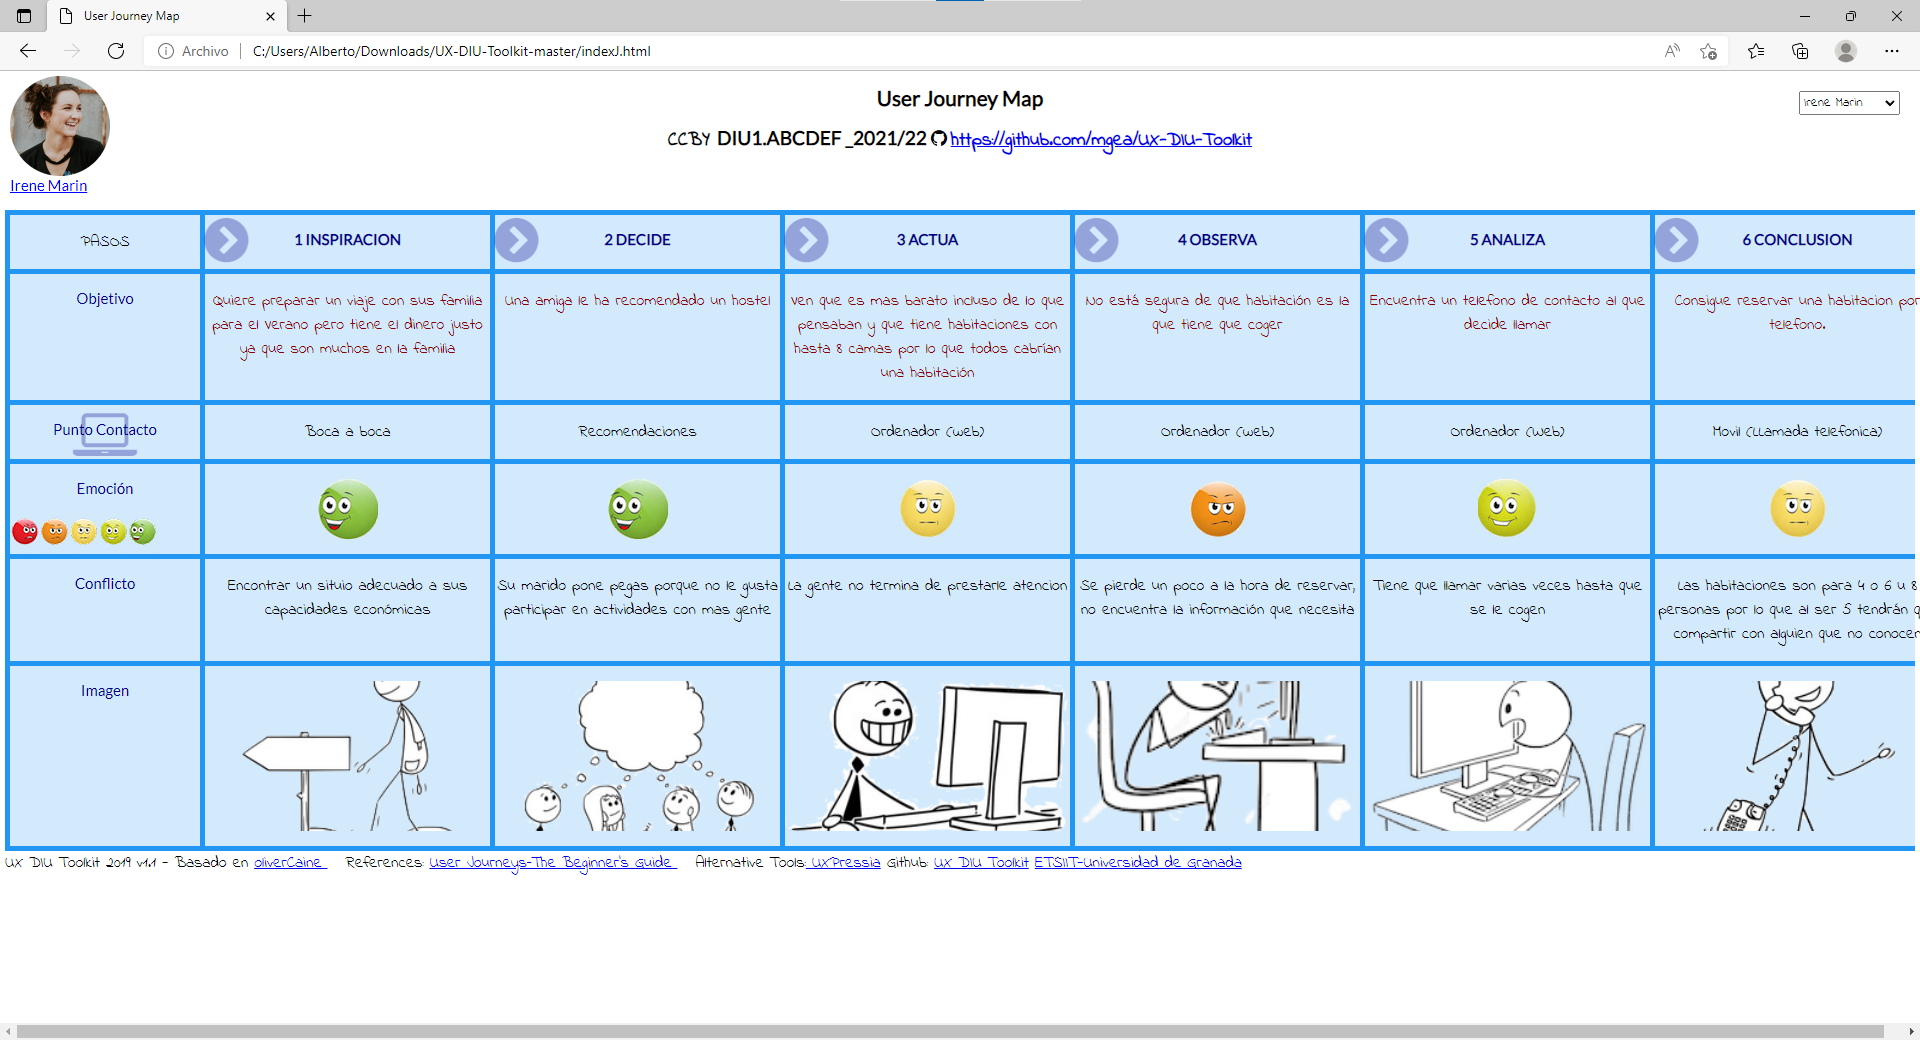 User Journey Map
Archivo
C:/Users/Alberto/Downloads/UX-DIU-Toolkit-master/indexJ.html
User Journey Map
Irene Marin
CCBY DIU1.ABCDEF_2021/22 https://github.com/mgea/UX-DIU-Toolkit
Irene Marin
PASOS
1 INSPIRACION
2 DECIDE
3 ACTUA
4 OBSERVA
5 ANALIZA
6 CONCLUSION
Objetivo
Quiere preparar un viaje con sus familia
para el verano pero tiene el dinero justo
ya que son muchos en la familia
Una amiga le ha recomendado un hostel
Ven que es mas barato incluso de lo que
pensaban y que tiene habitaciones con
hasta 8 camas por lo que todos cabrían
una habitación
No está segura de que habitación es la
que tiene que coger
Encuentra un telefono de contacto al que
decide llamar
Consigue reservar una habitacion por
telefono.
Punto Contacto
Boca a boca
Recomendaciones
Ordenador (web)
Ordenador (web)
Ordenador (Web)
Movil (LLamada telefonica)
Emoción
Conflicto
Encontrar un situio adecuado a sus
capacidades económicas
Su marido pone pegas porque no le gusta
participar en actividades con mas gente
La gente no termina de prestarle atencion
Se pierde un poco a la hora de reservar,
no encuentra la información que necesita
Tiene que llamar varias veces hasta que
se le cogen
Las habitaciones son para 4 o 6 u 8
personas por lo que al ser 5 tendrán
compartir con alguien que no conocen
Imagen
UX DIU Toolkit 2019 v1.1 - Basado en oliverCaine References: User Journeys-The Beginner's Guide Alternative Tools: UXPressia Github: UX DIU Toolkit ETSIIT-Universidad de Granada